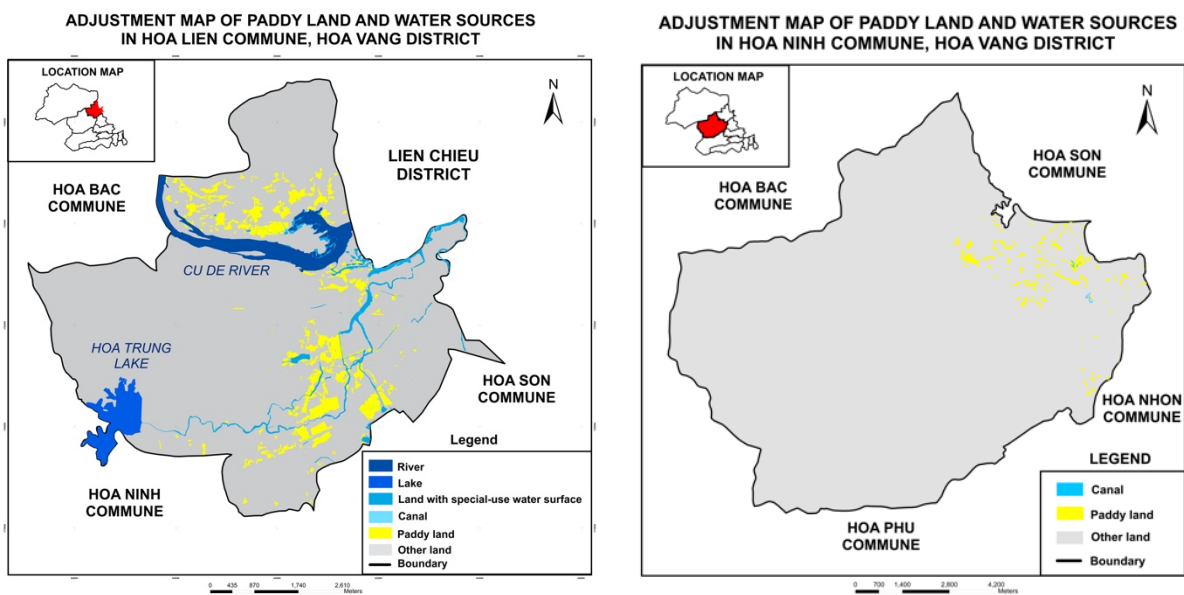 ADJUSTMENT MAP OF PADDY LAND AND WATER SOURCES
IN HOA LIEN COMMUNE, HOA VANG DISTRICT
LOCATION MAP
N
LIEN CHIEU
DISTRICT
HOA BAC
COMMUNE
CU DE RIVER
HOA TRUNG
LAKE
HOA SON
COMMUNE
HOA NINH
COMMUNE
Legend
River
Lake
Land with special-use water surface
Canal
Paddy land
Other land
Boundary
0 435 870 1,740 2,610
Meters
ADJUSTMENT MAP OF PADDY LAND AND WATER SOURCES
IN HOA NINH COMMUNE, HOA VANG DISTRICT
LOCATION MAP
N
HOA SON
COMMUNE
HOA BAC
COMMUNE
HOA NHON
COMMUNE
HOA PHU
COMMUNE
LEGEND
Canal
Paddy land
Other land
Boundary
0 700 1,400 2,800 4,200
Meters